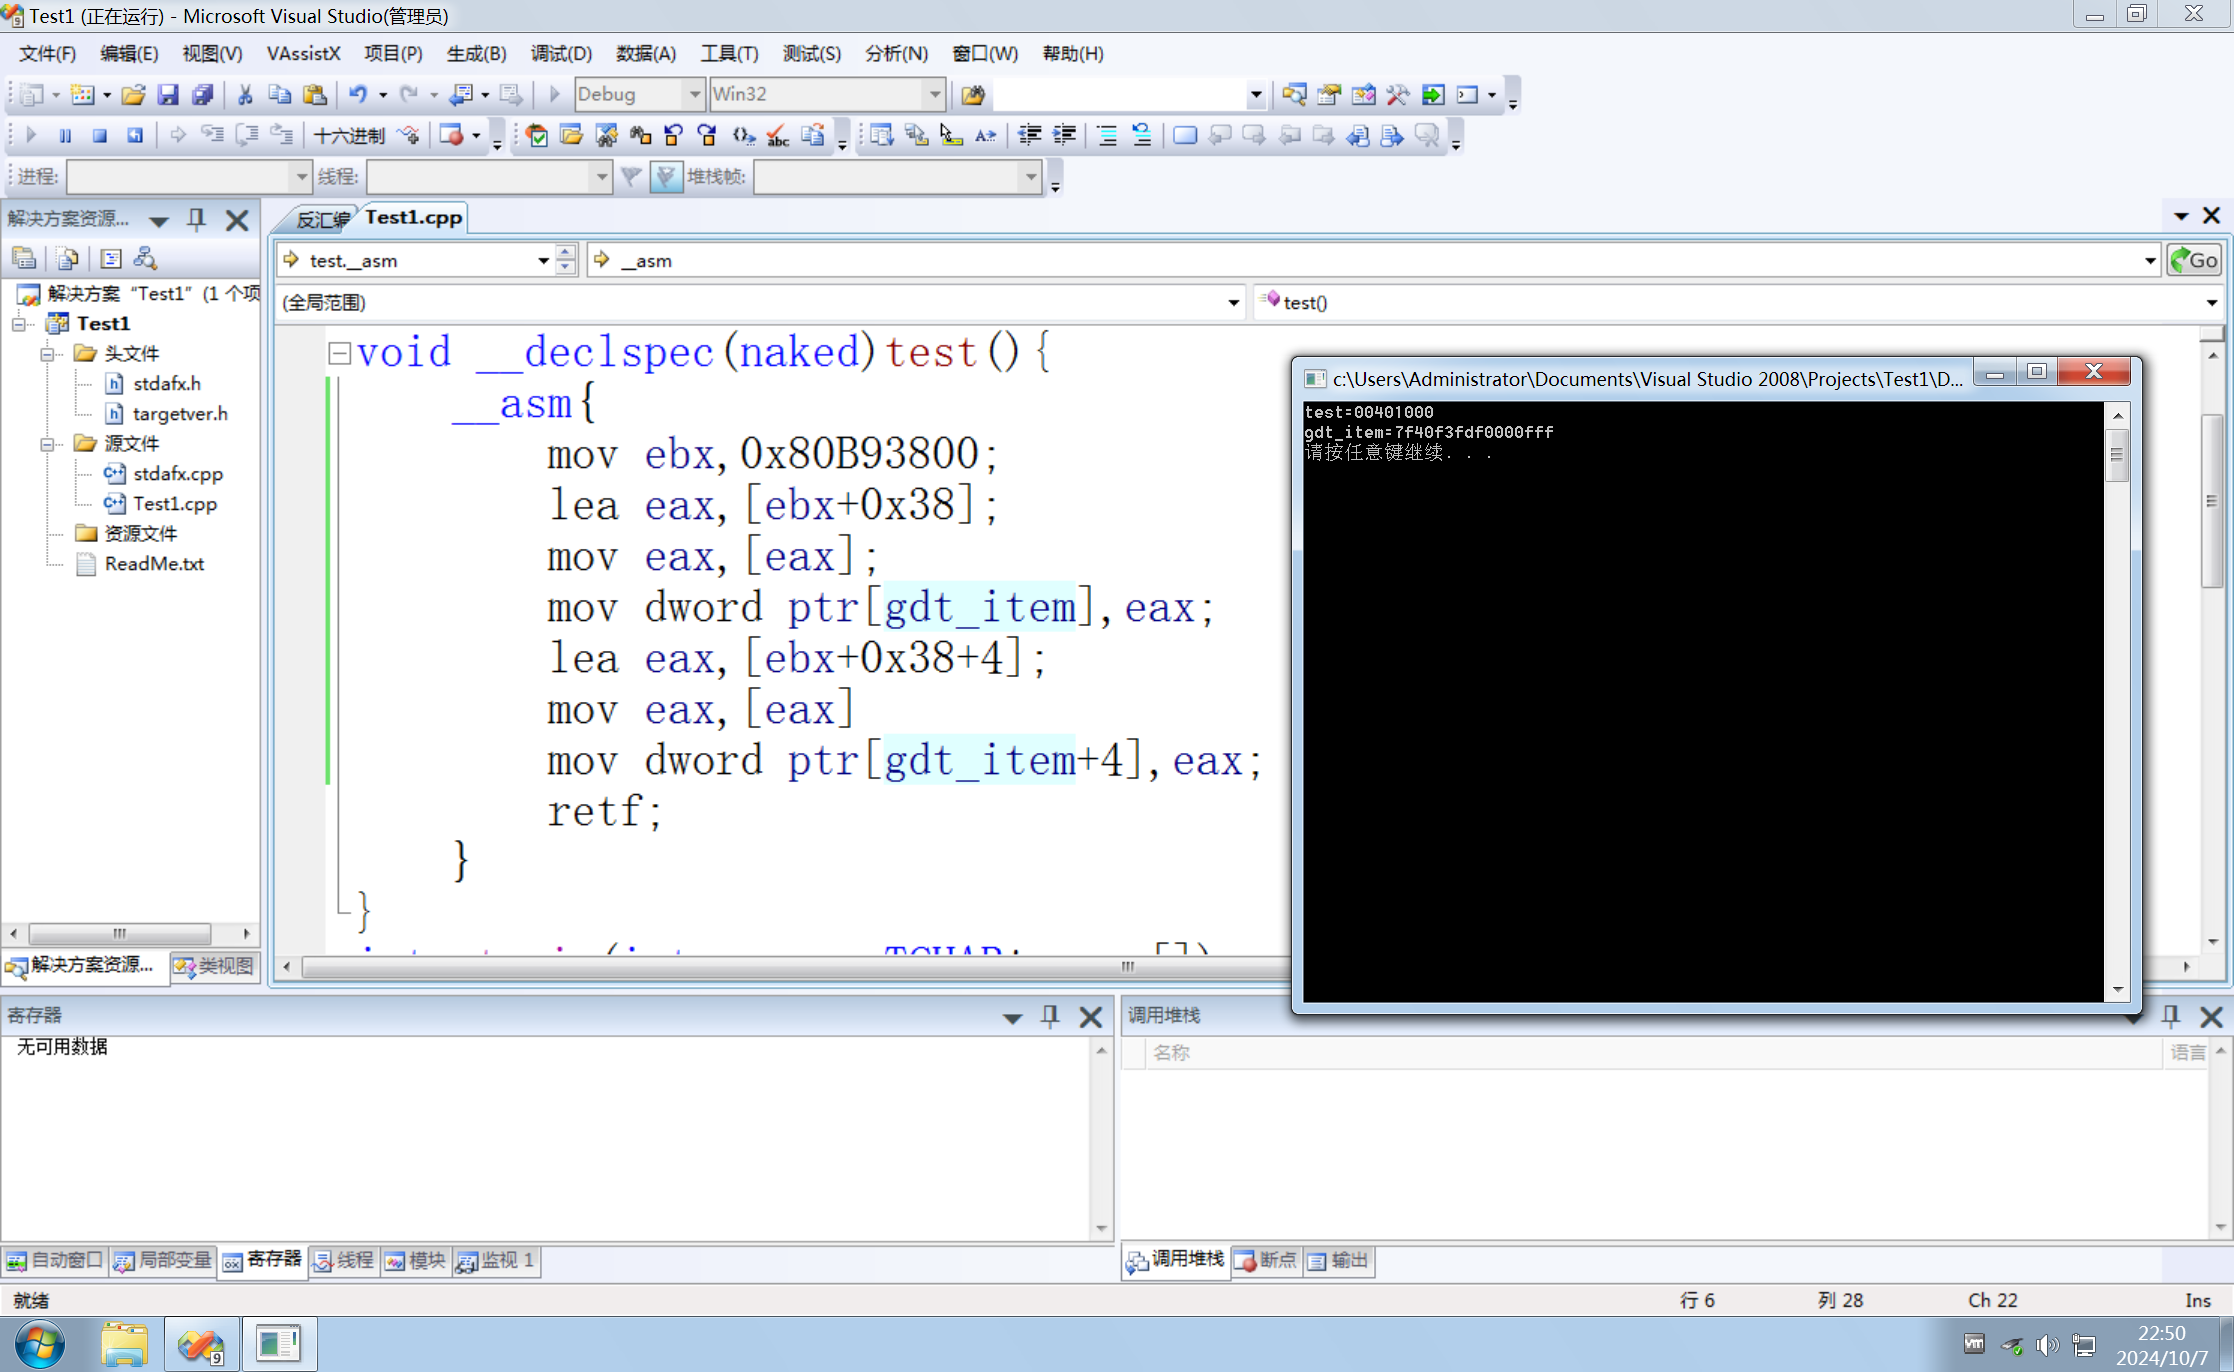 Test1 (正在运行) - Microsoft Visual Studio(管理员)
文件(F) 编辑(E) 视图(V) VAssistX 项目(P) 生成(B) 调试(D) 数据(A) 工具(T) 测试(S) 分析(N) 窗口(W) 帮助(H)
Debug Win32
十六进制
进程: 线程: 堆栈帧:
解决方案资源...
反汇编 Test1.cpp
test.__asm __asm Go
(全局范围) test()
解决方案 "Test1" (1 个项
Test1
头文件
stdafx.h
targetver.h
源文件
stdafx.cpp
Test1.cpp
资源文件
ReadMe.txt
解决方案资源... 类视图
void __declspec(naked)test(){
__asm{
mov ebx,0x80B93800;
lea eax,[ebx+0x38];
mov eax,[eax];
mov dword ptr[gdt_item],eax;
lea eax,[ebx+0x38+4];
mov eax,[eax]
mov dword ptr[gdt_item+4],eax;
retf;
}
}
c:\Users\Administrator\Documents\Visual Studio 2008\Projects\Test1\D...
test=00401000
gdt_item=7f40f3fdf0000fff
请按任意键继续. . .
寄存器
无可用数据
自动窗口 局部变量 寄存器 线程 模块 监视 1
调用堆栈
名称 语言
调用堆栈 断点 输出
就绪 行 6 列 28 Ch 22 Ins
22:50
2024/10/7